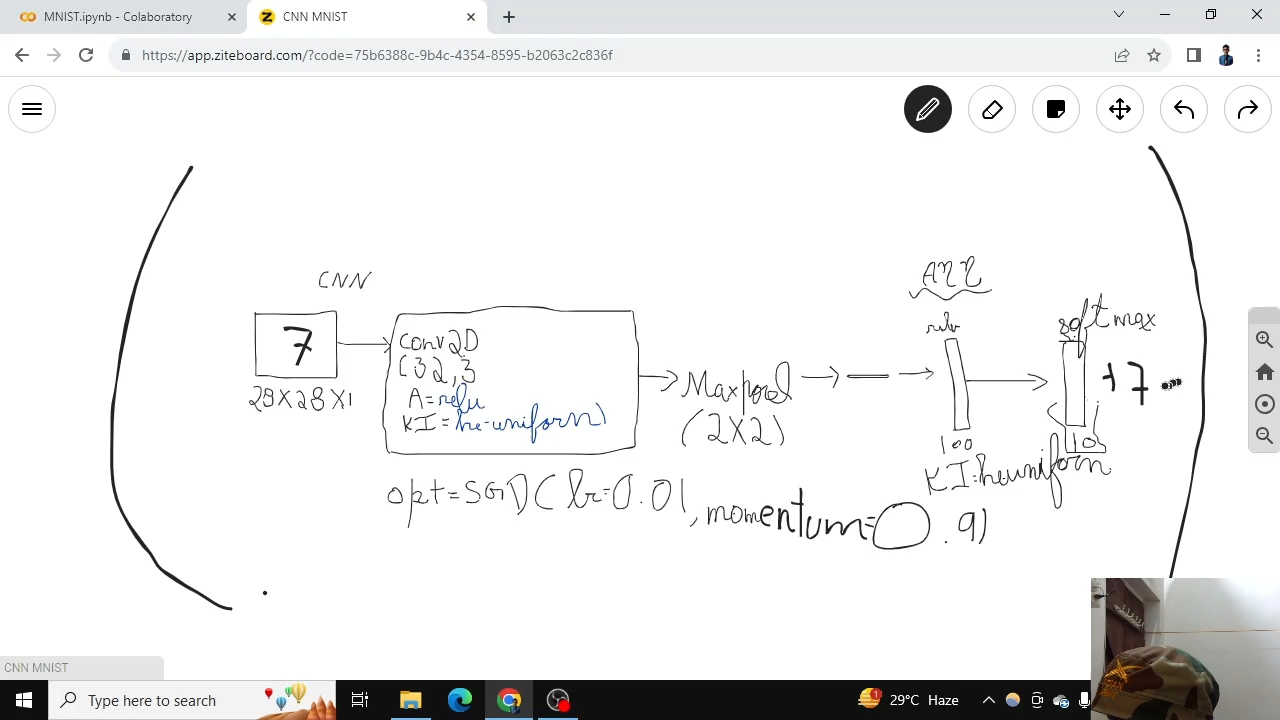 MNIST.ipynb - Colaboratory
CNN MNIST
https://app.ziteboard.com/?code=75b6388c-9b4c-4354-8595-b2063c2c836f
CNN
7
28X28X1
Conv2D
(32,3
A=relu
KI=he-uniform)
Maxpool
(2X2)
ANN
relu
100
KI=heuniform
softmax
10
7
opt=SGD(lr=0.01,momentum=0.9)
CNN MNIST
Type here to search
1
29°C Haze